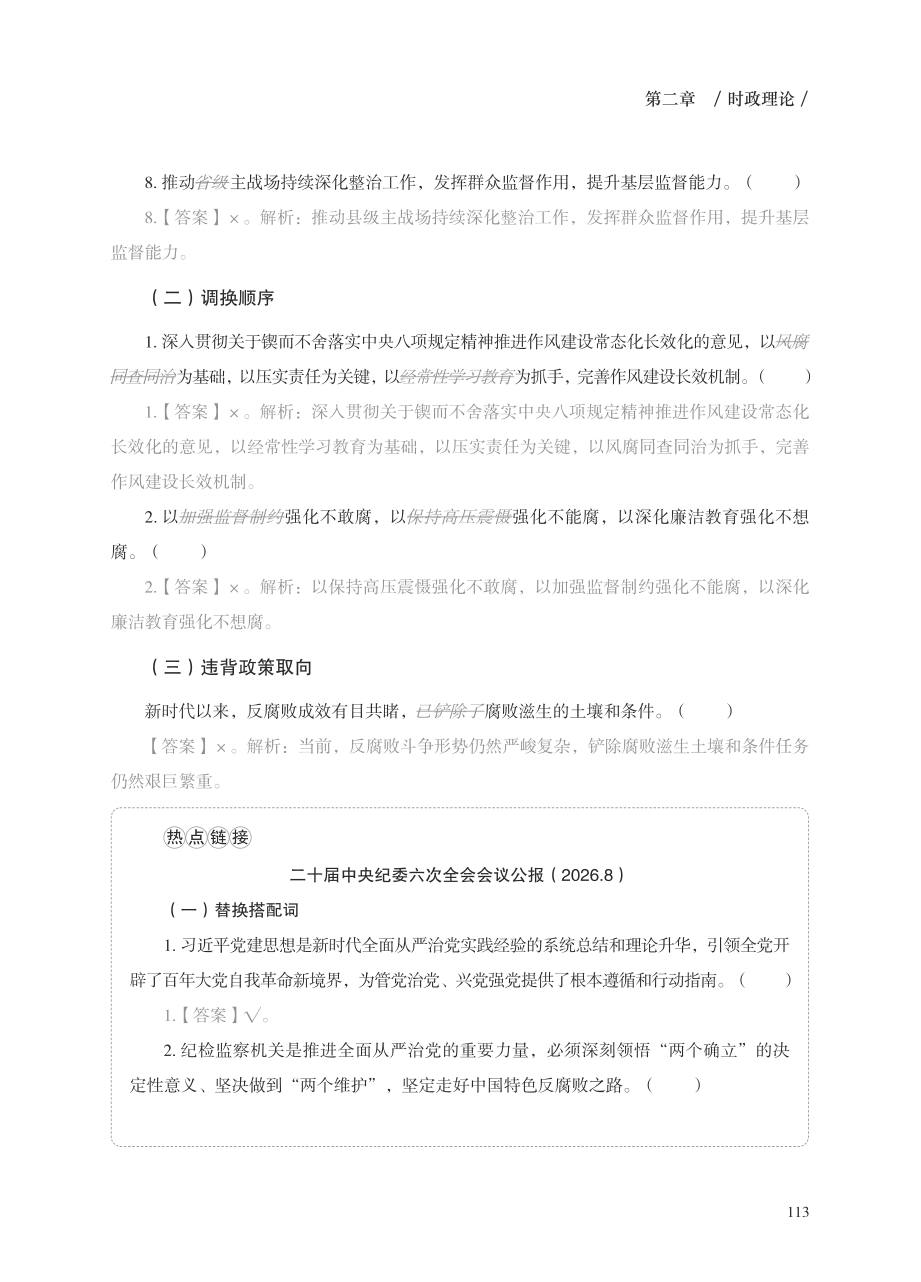 第二章 / 时政理论 /
8. 推动省级主战场持续深化整治工作，发挥群众监督作用，提升基层监督能力。（　　）
8.【答案】×。解析：推动县级主战场持续深化整治工作，发挥群众监督作用，提升基层
监督能力。
（二）调换顺序
1. 深入贯彻关于锲而不舍落实中央八项规定精神推进作风建设常态化长效化的意见，以风腐
同查同治为基础，以压实责任为关键，以经常性学习教育为抓手，完善作风建设长效机制。（　　）
1.【答案】×。解析：深入贯彻关于锲而不舍落实中央八项规定精神推进作风建设常态化
长效化的意见，以经常性学习教育为基础，以压实责任为关键，以风腐同查同治为抓手，完善
作风建设长效机制。
2. 以加强监督制约强化不敢腐，以保持高压震慑强化不能腐，以深化廉洁教育强化不想
腐。（　　）
2.【答案】×。解析：以保持高压震慑强化不敢腐，以加强监督制约强化不能腐，以深化
廉洁教育强化不想腐。
（三）违背政策取向
新时代以来，反腐败成效有目共睹，已铲除了腐败滋生的土壤和条件。（　　）
【答案】×。解析：当前，反腐败斗争形势仍然严峻复杂，铲除腐败滋生土壤和条件任务
仍然艰巨繁重。
热点链接
二十届中央纪委六次全会会议公报（2026.8）
（一）替换搭配词
1. 习近平党建思想是新时代全面从严治党实践经验的系统总结和理论升华，引领全党开
辟了百年大党自我革命新境界，为管党治党、兴党强党提供了根本遵循和行动指南。（　　）
1.【答案】√。
2. 纪检监察机关是推进全面从严治党的重要力量，必须深刻领悟“两个确立”的决
定性意义、坚决做到“两个维护”，坚定走好中国特色反腐败之路。（　　）
113